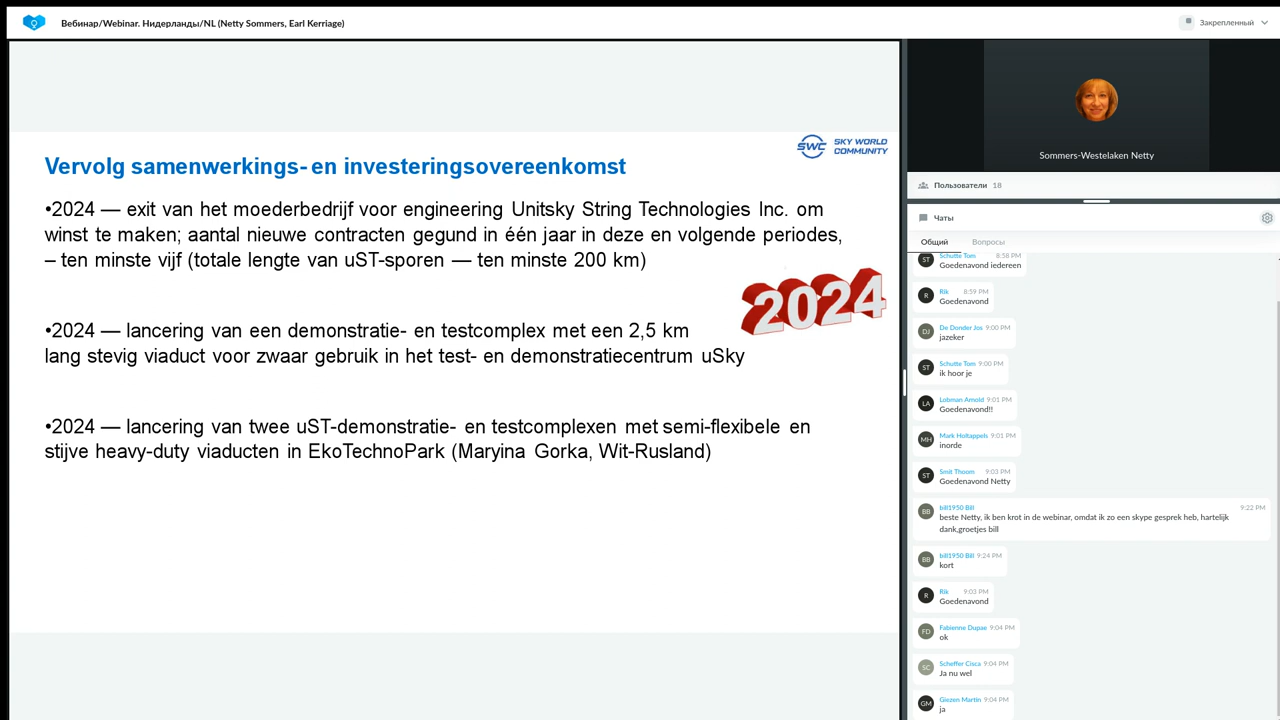 Вебинар/Webinar. Нидерланды/NL (Netty Sommers, Earl Kerriage)
Закрепленный
SWC SKY WORLD
COMMUNITY
Vervolg samenwerkings- en investeringsovereenkomst
•2024 — exit van het moederbedrijf voor engineering Unitsky String Technologies Inc. om
winst te maken; aantal nieuwe contracten gegund in één jaar in deze en volgende periodes,
– ten minste vijf (totale lengte van uST-sporen — ten minste 200 km)
2024
•2024 — lancering van een demonstratie- en testcomplex met een 2,5 km
lang stevig viaduct voor zwaar gebruik in het test- en demonstratiecentrum uSky
•2024 — lancering van twee uST-demonstratie- en testcomplexen met semi-flexibele en
stijve heavy-duty viaducten in EkoTechnoPark (Maryina Gorka, Wit-Rusland)
Sommers-Westelaken Netty
Пользователи 18
Чаты
Общий Вопросы
ST Schutte Tom 8:58 PM
Goedenavond iedereen
R Rik 8:59 PM
Goedenavond
DJ De Donder Jos 9:00 PM
jazeker
ST Schutte Tom 9:00 PM
ik hoor je
LA Lobman Arnold 9:01 PM
Goedenavond!!
MH Mark Holtappels 9:01 PM
inorde
ST Smit Thoom 9:03 PM
Goedenavond Netty
BB bill1950 Bill 9:22 PM
beste Netty, ik ben krot in de webinar, omdat ik zo een skype gesprek heb, hartelijk
dank,groetjes bill
BB bill1950 Bill 9:24 PM
kort
R Rik 9:03 PM
Goedenavond
FD Fabienne Dupae 9:04 PM
ok
SC Scheffer Cisca 9:04 PM
Ja nu wel
GM Giezen Martin 9:04 PM
ja